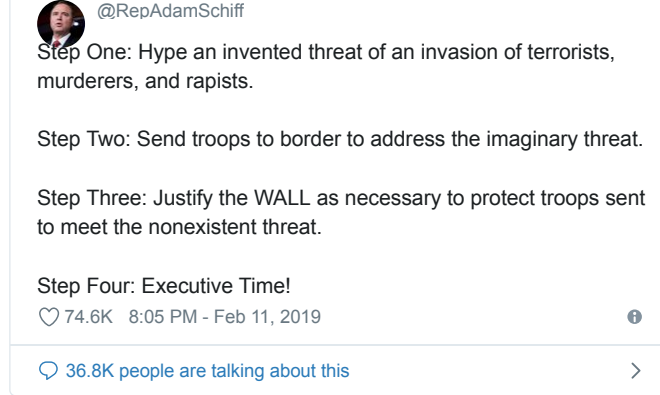 @RepAdamSchiff
Step One: Hype an invented threat of an invasion of terrorists,
murderers, and rapists.
Step Two: Send troops to border to address the imaginary threat.
Step Three: Justify the WALL as necessary to protect troops sent
to meet the nonexistent threat.
Step Four: Executive Time!
74.6K 8:05 PM - Feb 11, 2019
36.8K people are talking about this